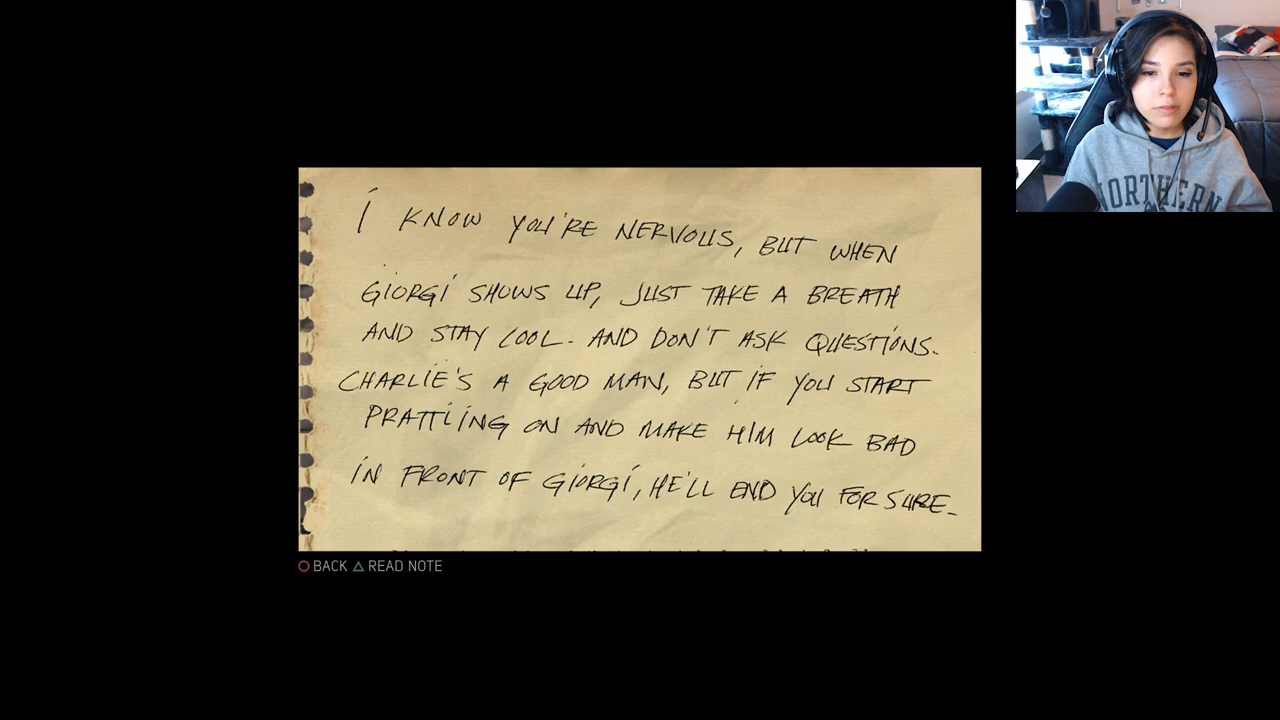 I KNOW YOU'RE NERVOUS, BUT WHEN
GIORGI SHOWS UP, JUST TAKE A BREATH
AND STAY COOL. AND DON'T ASK QUESTIONS.
CHARLIE'S A GOOD MAN, BUT IF YOU START
PRATTLING ON AND MAKE HIM LOOK BAD
IN FRONT OF GIORGI, HE'LL END YOU FOR SURE.
BACK READ NOTE
NORTHERN